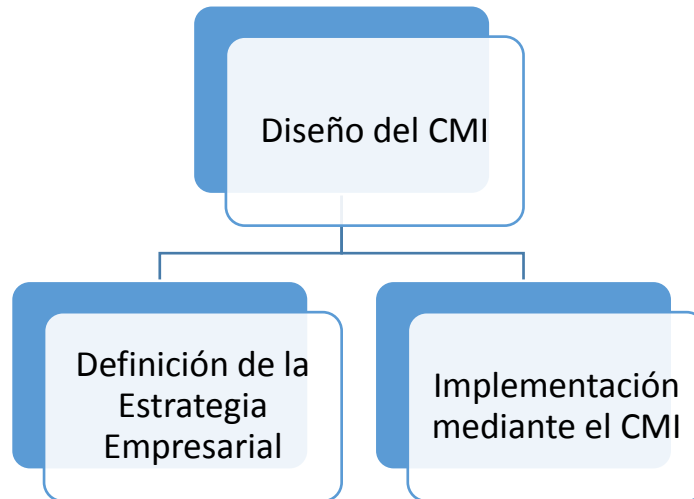 Diseño del CMI
Definición de la
Estrategia
Empresarial
Implementación
mediante el CMI